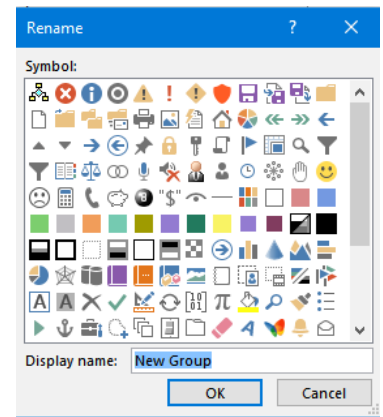 Rename ?
Symbol:
"$"
A A
π
A
Display name: New Group
OK Cancel